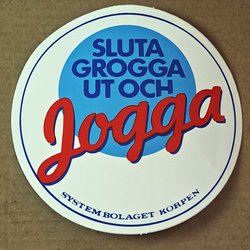 SLUTA
GROGGA
UT OCH
Jogga
SYSTEMBOLAGET KORPEN